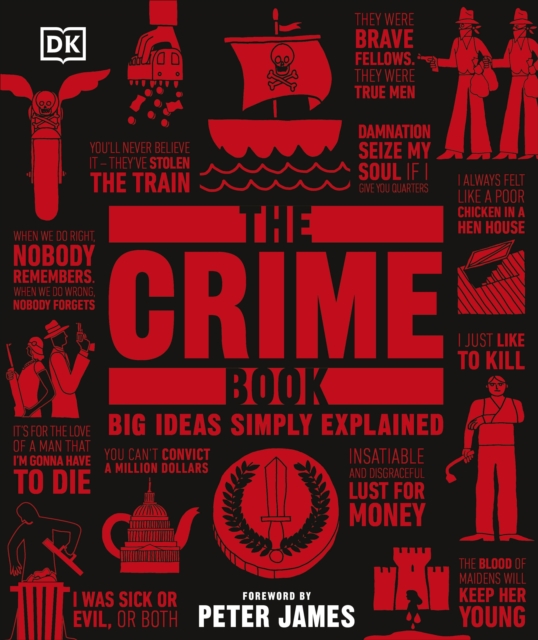 DK
THEY WERE
BRAVE
FELLOWS.
THEY WERE
TRUE MEN
YOU'LL NEVER BELIEVE
IT – THEY'VE STOLEN
THE TRAIN
DAMNATION
SEIZE MY
SOUL IF I
GIVE YOU QUARTERS
I ALWAYS FELT
LIKE A POOR
CHICKEN IN A
HEN HOUSE
WHEN WE DO RIGHT,
NOBODY
REMEMBERS.
WHEN WE DO WRONG,
NOBODY FORGETS
THE
CRIME
BOOK
BIG IDEAS SIMPLY EXPLAINED
I JUST LIKE
TO KILL
IT'S FOR THE LOVE
OF A MAN THAT
I'M GONNA HAVE
TO DIE
YOU CAN'T CONVICT
A MILLION DOLLARS
INSATIABLE
AND DISGRACEFUL
LUST FOR
MONEY
I WAS SICK OR
EVIL, OR BOTH
FOREWORD BY
PETER JAMES
THE BLOOD OF
MAIDENS WILL
KEEP HER
YOUNG